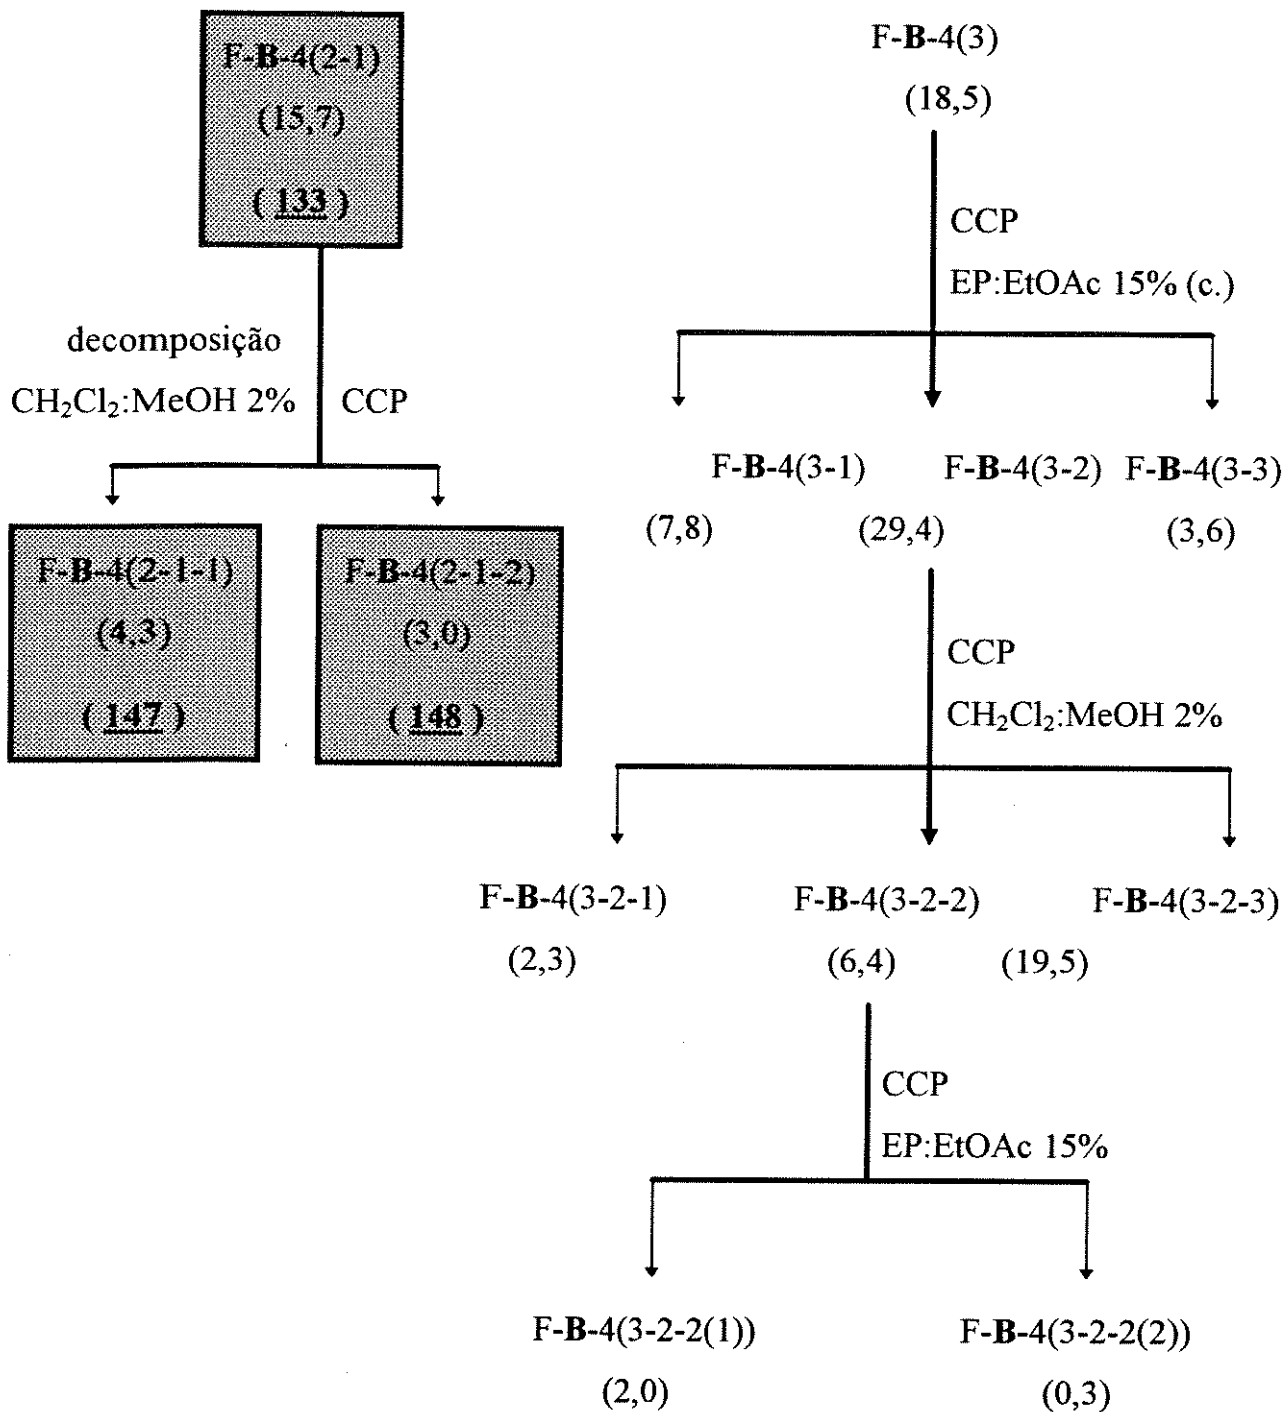 F-B-4(2-1)
(15,7)
( 133 )
decomposição
CH₂Cl₂:MeOH 2%
CCP
F-B-4(2-1-1)
(4,3)
( 147 )
F-B-4(2-1-2)
(3,0)
( 148 )
F-B-4(3)
(18,5)
CCP
EP:EtOAc 15% (c.)
F-B-4(3-1) F-B-4(3-2) F-B-4(3-3)
(7,8) (29,4) (3,6)
CCP
CH₂Cl₂:MeOH 2%
F-B-4(3-2-1) F-B-4(3-2-2) F-B-4(3-2-3)
(2,3) (6,4) (19,5)
CCP
EP:EtOAc 15%
F-B-4(3-2-2(1)) F-B-4(3-2-2(2))
(2,0) (0,3)